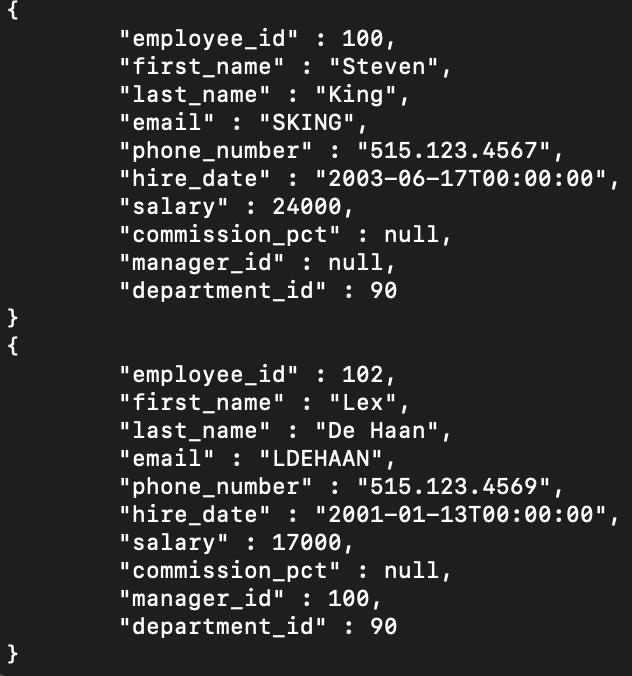 {
"employee_id" : 100,
"first_name" : "Steven",
"last_name" : "King",
"email" : "SKING",
"phone_number" : "515.123.4567",
"hire_date" : "2003-06-17T00:00:00",
"salary" : 24000,
"commission_pct" : null,
"manager_id" : null,
"department_id" : 90
}
{
"employee_id" : 102,
"first_name" : "Lex",
"last_name" : "De Haan",
"email" : "LDEHAAN",
"phone_number" : "515.123.4569",
"hire_date" : "2001-01-13T00:00:00",
"salary" : 17000,
"commission_pct" : null,
"manager_id" : 100,
"department_id" : 90
}